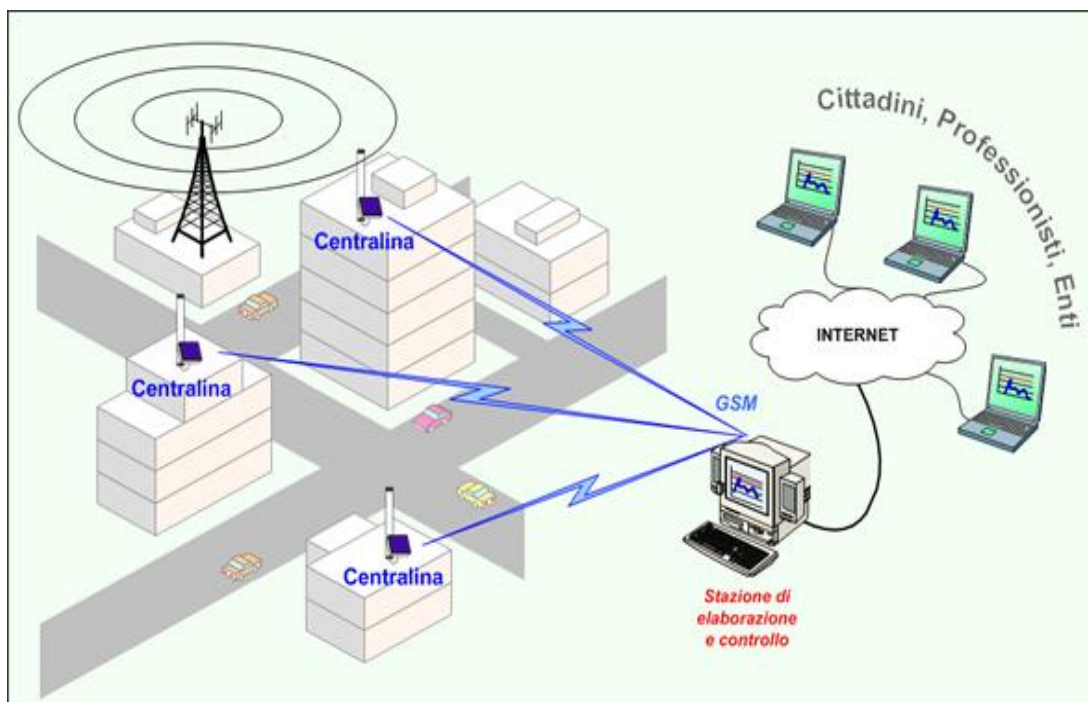 Cittadini, Professionisti, Enti
Centralina
INTERNET
Centralina
GSM
Centralina
Stazione di
elaborazione
e controllo